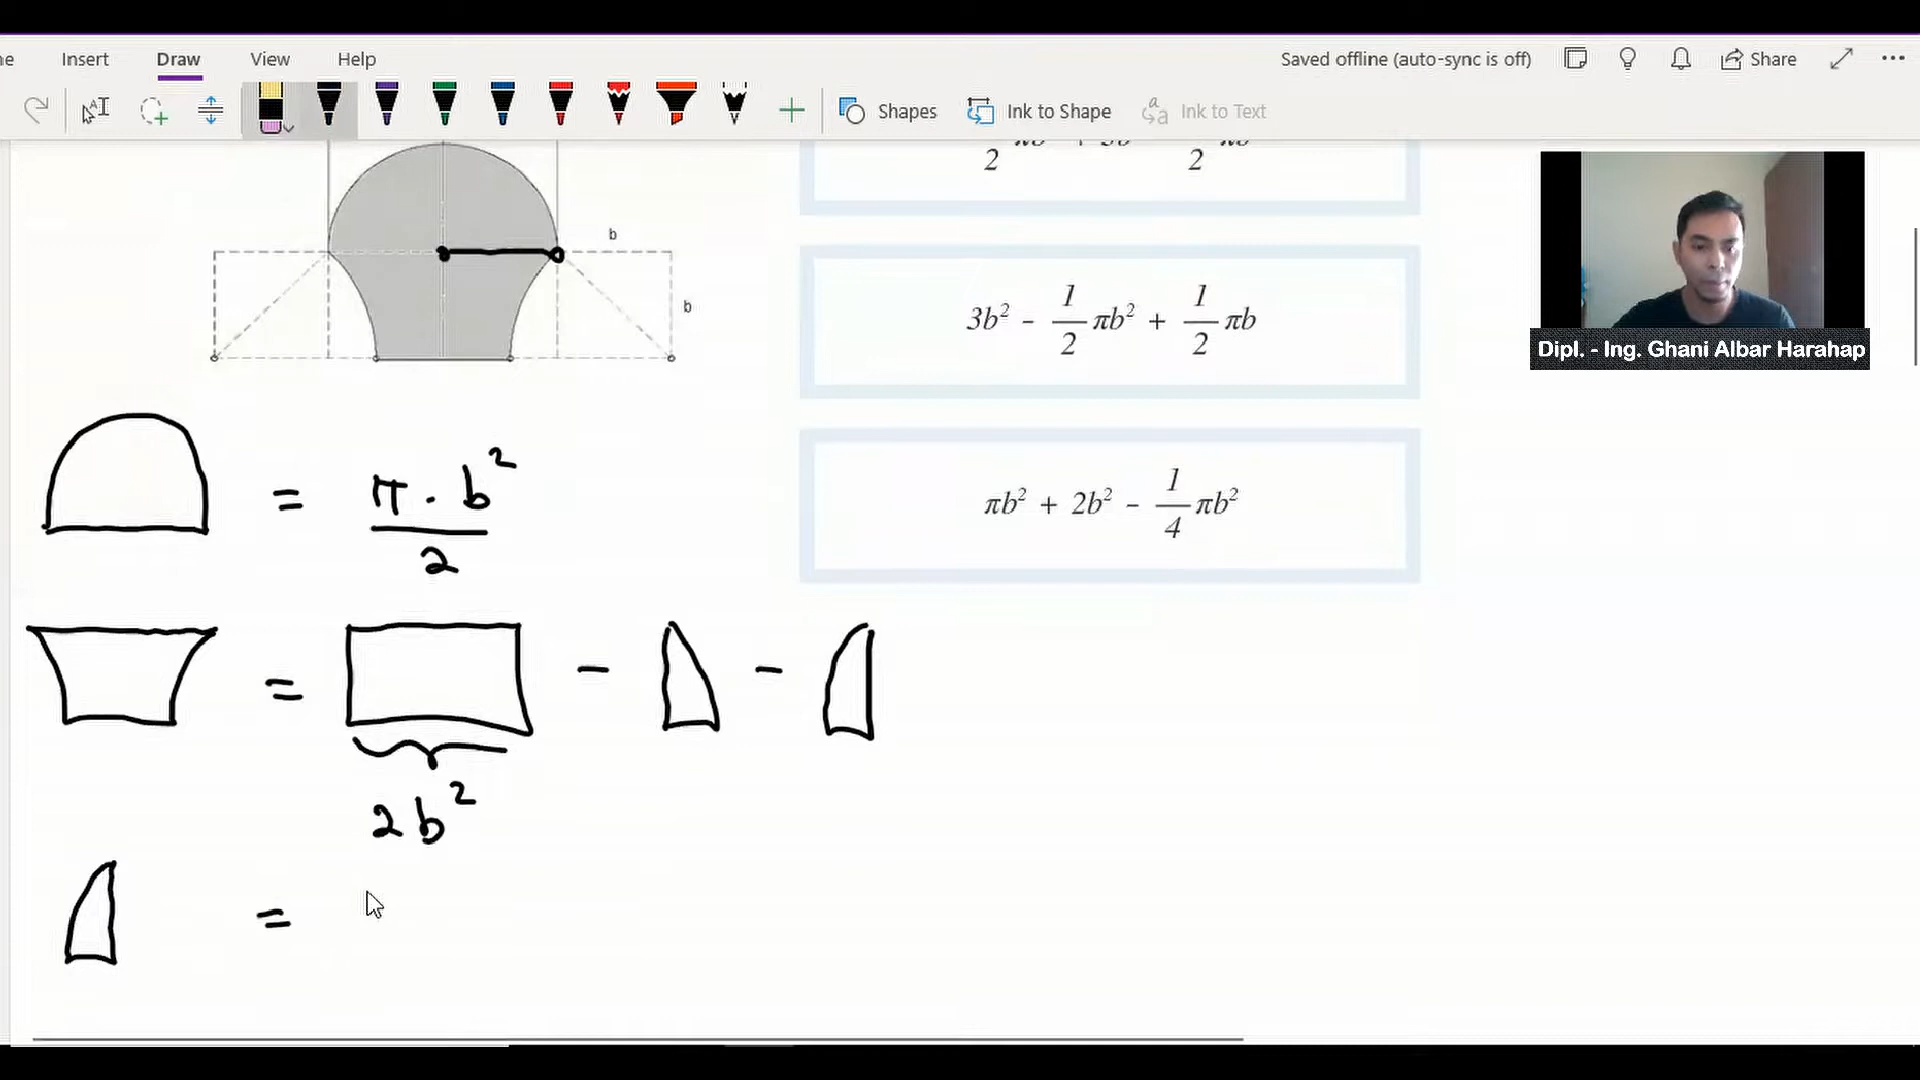 Insert Draw View Help
Saved offline (auto-sync is off) Share
Shapes Ink to Shape Ink to Text
2 2
b
b
3b² - 1/2 πb² + 1/2 πb
Dipl. - Ing. Ghani Albar Harahap
πb² + 2b² - 1/4 πb²
= π · b² / 2
= - -
2b²
=